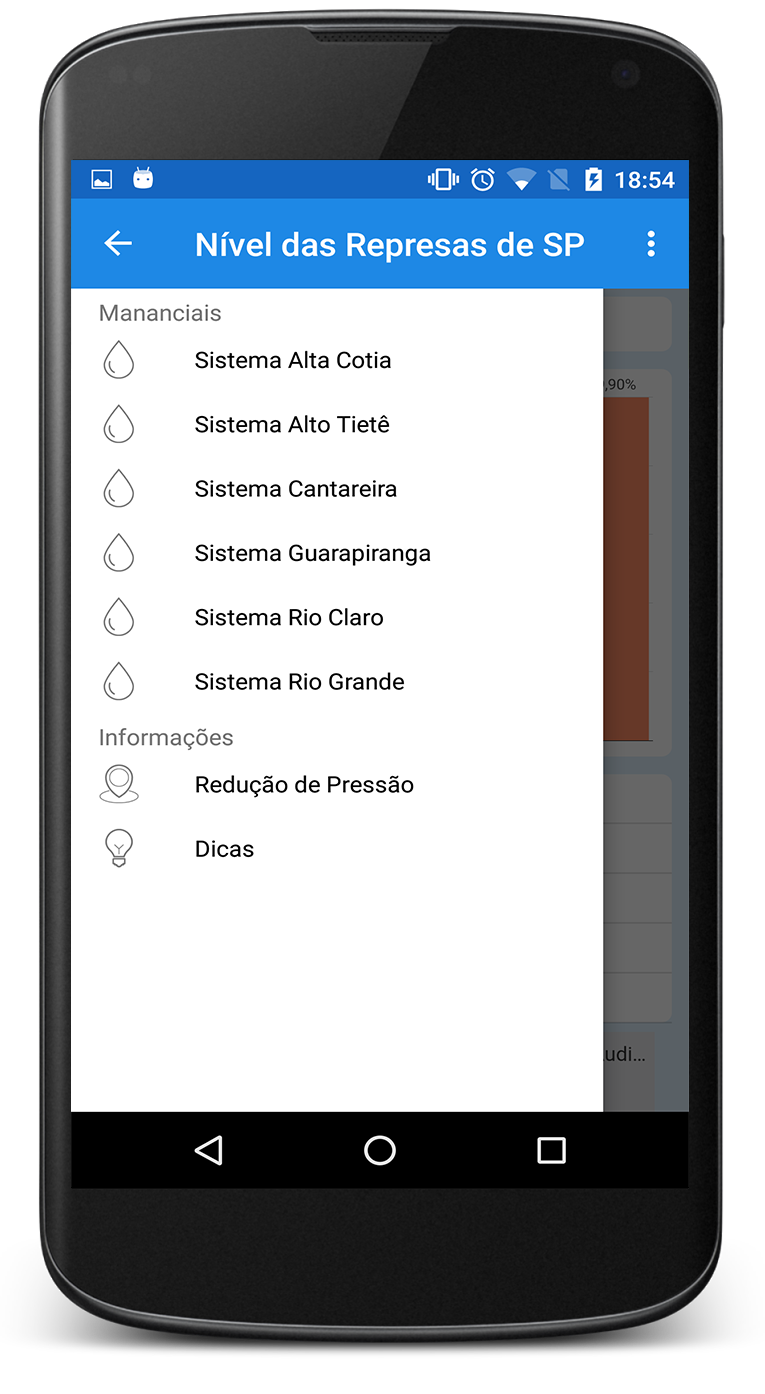 18:54
Nível das Represas de SP
Mananciais
,90%
Sistema Alta Cotia
Sistema Alto Tietê
Sistema Cantareira
Sistema Guarapiranga
Sistema Rio Claro
Sistema Rio Grande
Informações
Redução de Pressão
Dicas
udi...